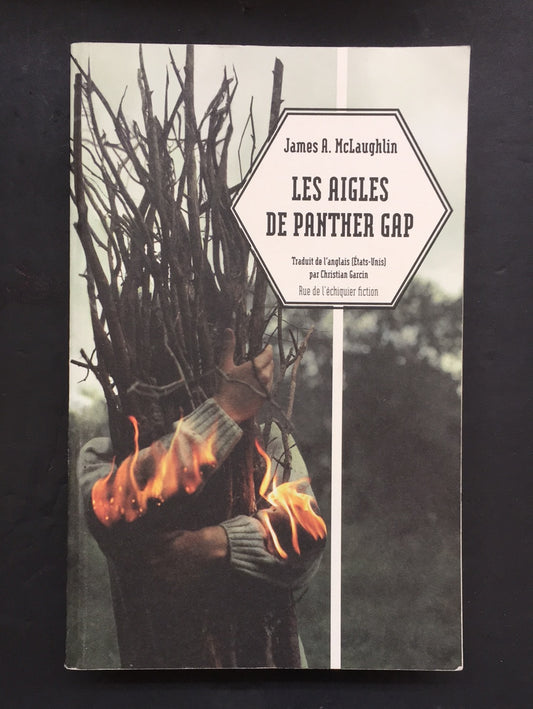 James A. McLaughlin
LES AIGLES
DE PANTHER GAP
Traduit de l'anglais (États-Unis)
par Christian Garcin
Rue de l'échiquier fiction